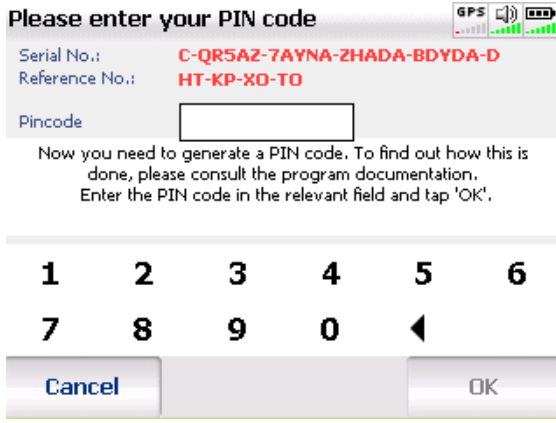 Please enter your PIN code
GPS
Serial No.: C-QR5AZ-7AYNA-ZHADA-BDYDA-D
Reference No.: HT-KP-XO-TO
Pincode
Now you need to generate a PIN code. To find out how this is
done, please consult the program documentation.
Enter the PIN code in the relevant field and tap 'OK'.
1 2 3 4 5 6
7 8 9 0
Cancel OK